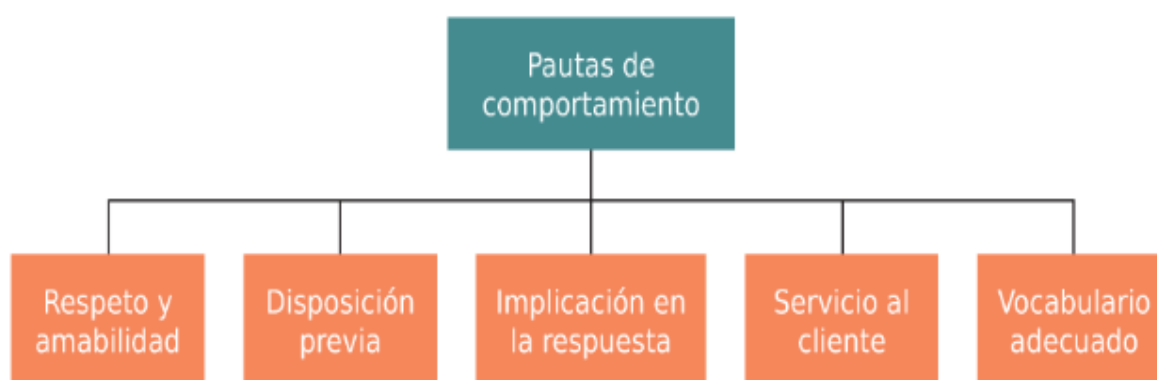 Pautas de
comportamiento
Respeto y
amabilidad
Disposición
previa
Implicación en
la respuesta
Servicio al
cliente
Vocabulario
adecuado